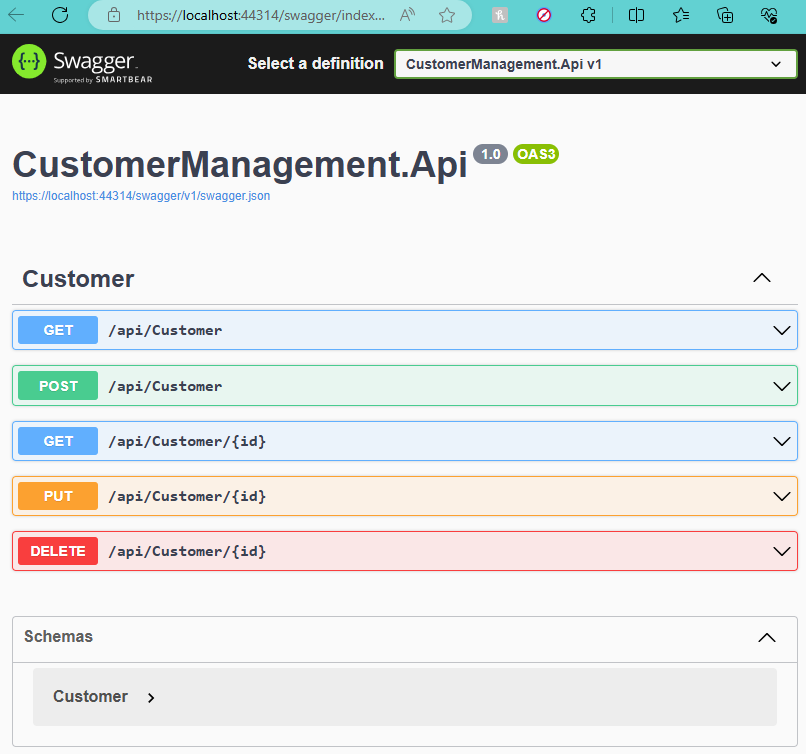 https://localhost:44314/swagger/index...
Swagger.
Supported by SMARTBEAR
Select a definition
CustomerManagement.Api v1
CustomerManagement.Api 1.0 OAS3
https://localhost:44314/swagger/v1/swagger.json
Customer
GET /api/Customer
POST /api/Customer
GET /api/Customer/{id}
PUT /api/Customer/{id}
DELETE /api/Customer/{id}
Schemas
Customer